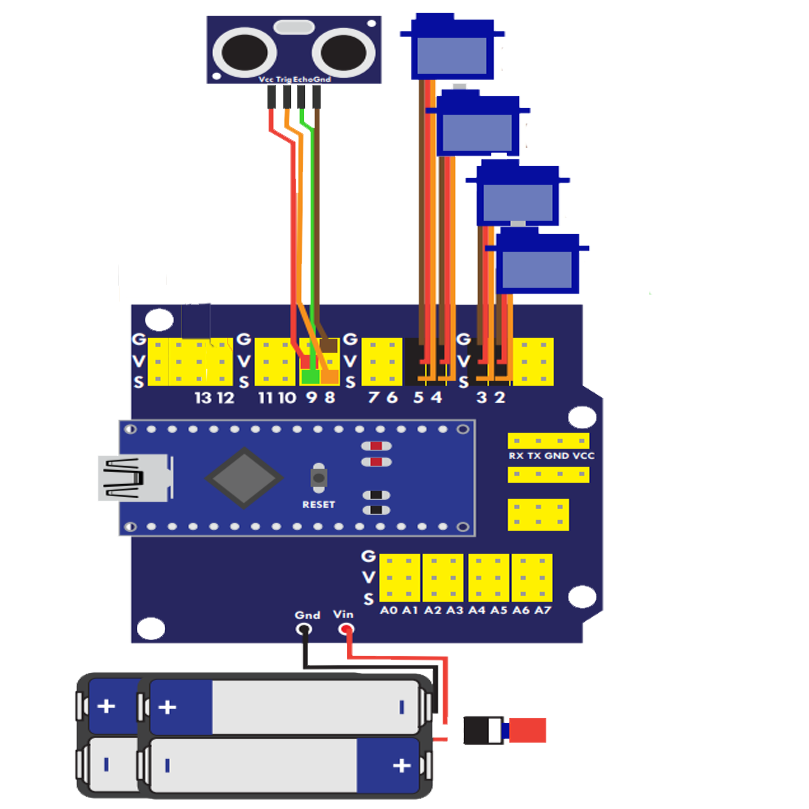 Vcc Trig Echo Gnd
G G G G
V V V V
S S S S
13 12 11 10 9 8 7 6 5 4 3 2
RX TX GND VCC
RESET
G
V
S
A0 A1 A2 A3 A4 A5 A6 A7
Gnd Vin
+ + -
- - +